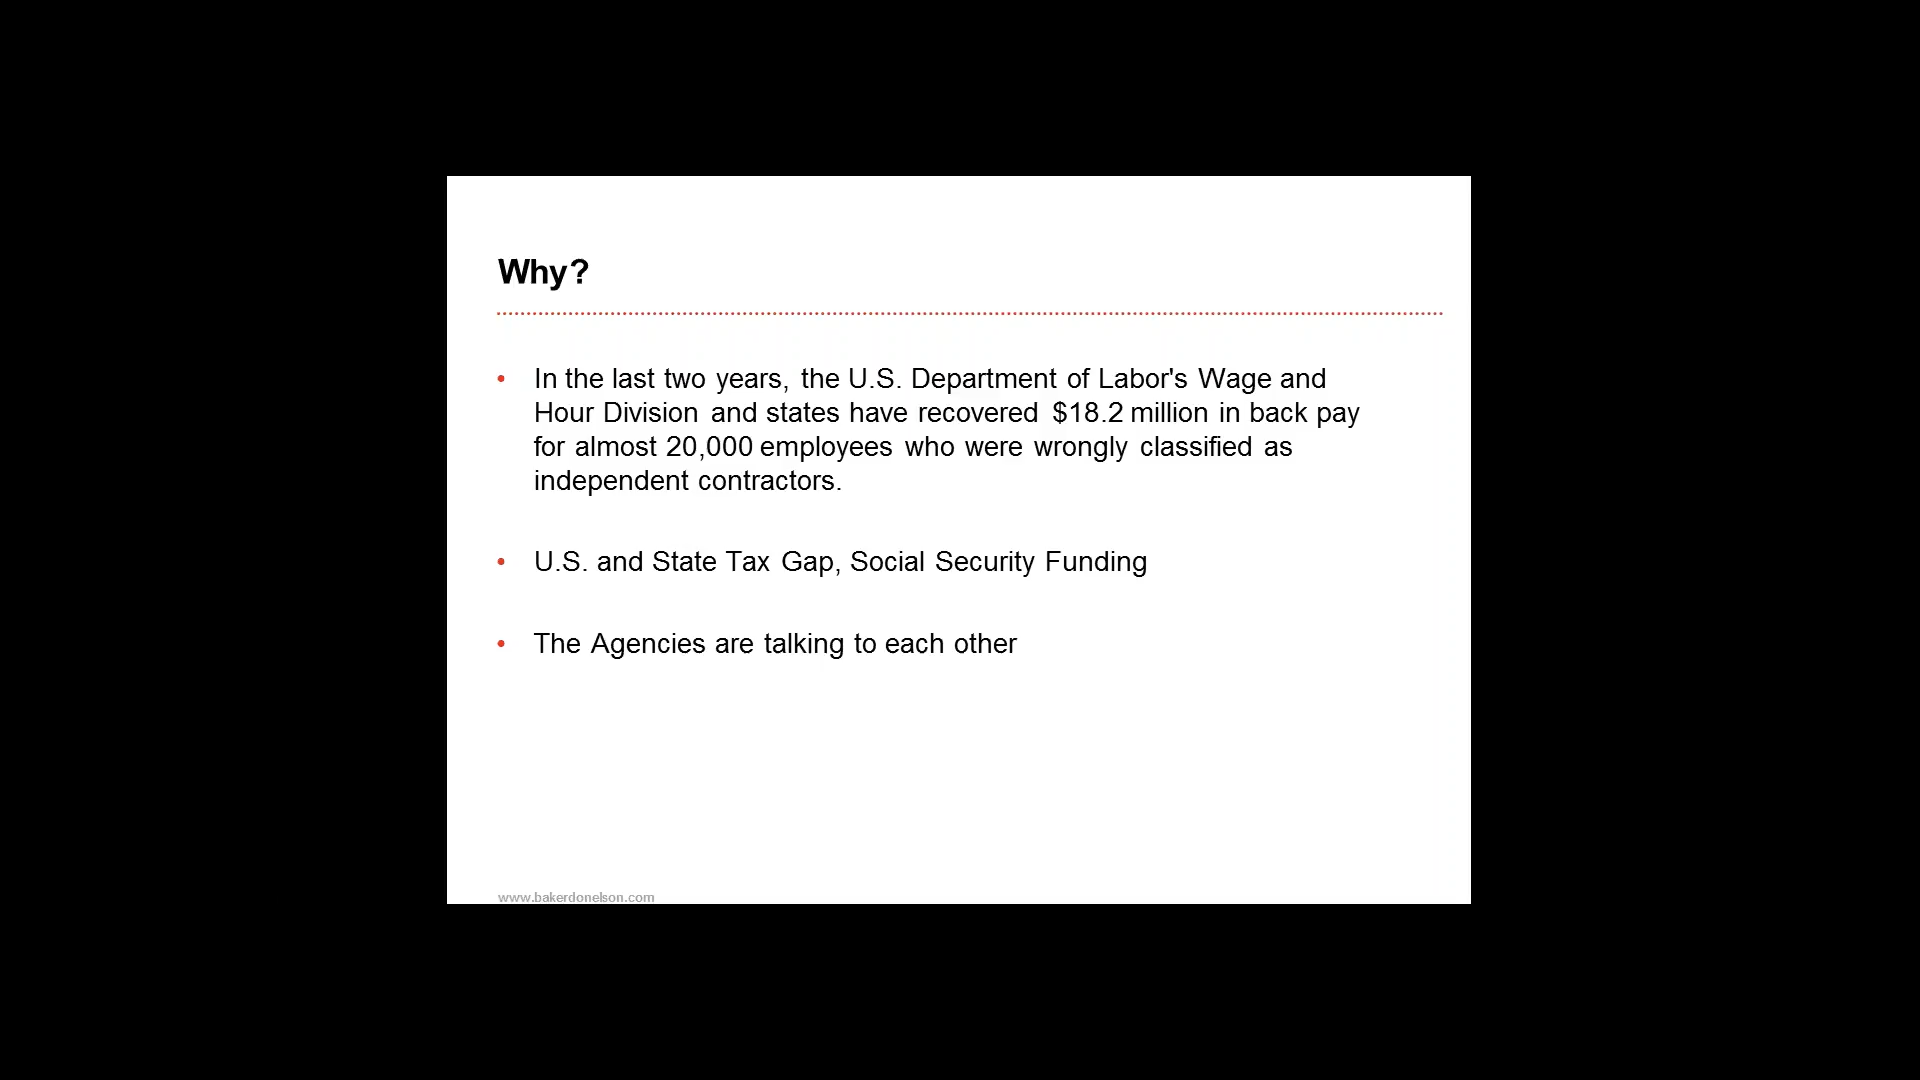 Why?
• In the last two years, the U.S. Department of Labor's Wage and
Hour Division and states have recovered $18.2 million in back pay
for almost 20,000 employees who were wrongly classified as
independent contractors.
• U.S. and State Tax Gap, Social Security Funding
• The Agencies are talking to each other
www.bakerdonelson.com